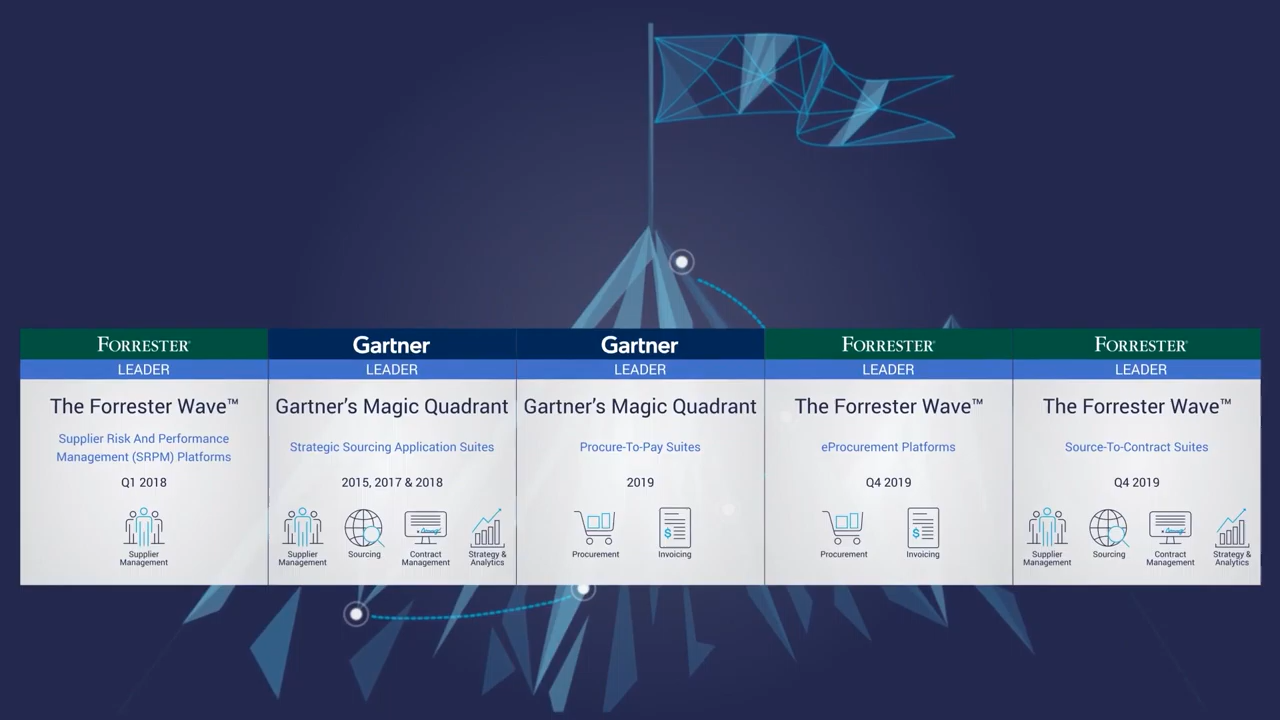 FORRESTER
LEADER
The Forrester Wave™
Supplier Risk And Performance
Management (SRPM) Platforms
Q1 2018
Supplier
Management
Gartner
LEADER
Gartner's Magic Quadrant
Strategic Sourcing Application Suites
2015, 2017 & 2018
Supplier
Management
Sourcing
Contract
Management
Strategy &
Analytics
Gartner
LEADER
Gartner's Magic Quadrant
Procure-To-Pay Suites
2019
Procurement
Invoicing
FORRESTER
LEADER
The Forrester Wave™
eProcurement Platforms
Q4 2019
Procurement
Invoicing
FORRESTER
LEADER
The Forrester Wave™
Source-To-Contract Suites
Q4 2019
Supplier
Management
Sourcing
Contract
Management
Strategy &
Analytics